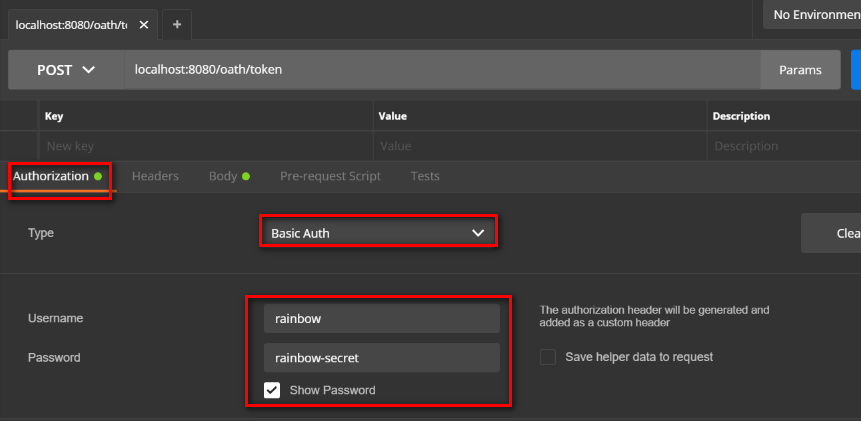 localhost:8080/oath/t
No Environmen
POST
localhost:8080/oath/token
Params
Key Value Description
New key Value Description
Authorization Headers Body Pre-request Script Tests
Type
Basic Auth
Clea
Username
rainbow
The authorization header will be generated and
added as a custom header
Password
rainbow-secret
Save helper data to request
Show Password